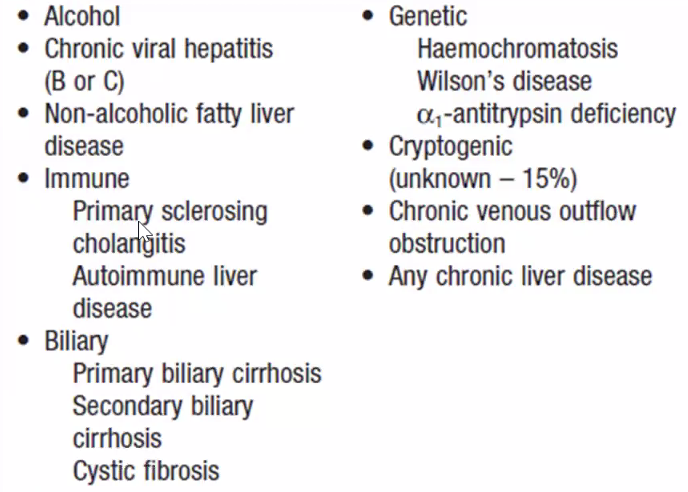 • Alcohol
• Chronic viral hepatitis
(B or C)
• Non-alcoholic fatty liver
disease
• Immune
Primary sclerosing
cholangitis
Autoimmune liver
disease
• Biliary
Primary biliary cirrhosis
Secondary biliary
cirrhosis
Cystic fibrosis
• Genetic
Haemochromatosis
Wilson’s disease
α₁-antitrypsin deficiency
• Cryptogenic
(unknown – 15%)
• Chronic venous outflow
obstruction
• Any chronic liver disease